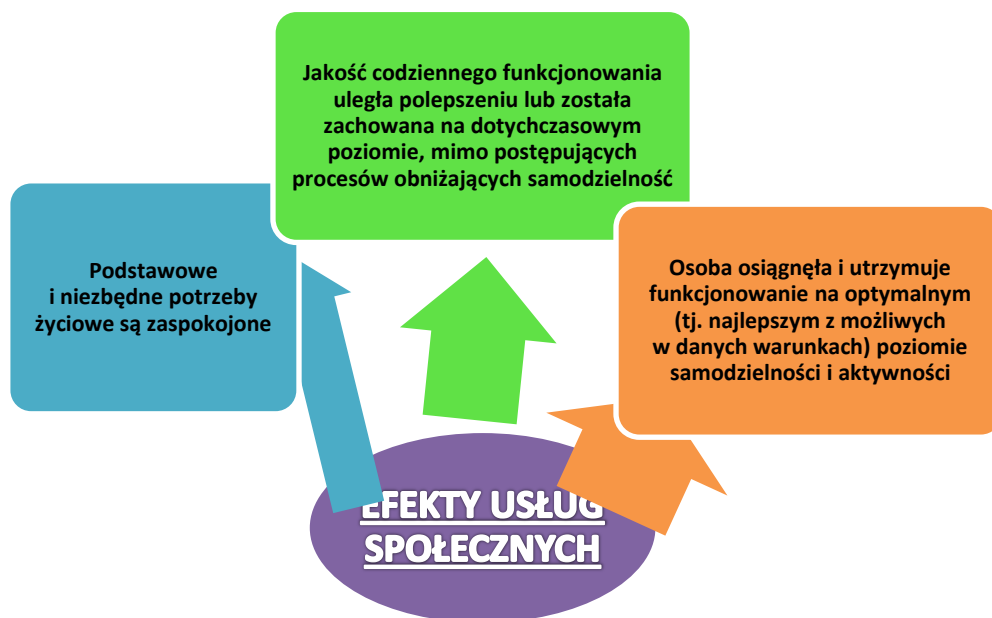 Jakość codziennego funkcjonowania
uległa polepszeniu lub została
zachowana na dotychczasowym
poziomie, mimo postępujących
procesów obniżających samodzielność
Podstawowe
i niezbędne potrzeby
życiowe są zaspokojone
Osoba osiągnęła i utrzymuje
funkcjonowanie na optymalnym
(tj. najlepszym z możliwych
w danych warunkach) poziomie
samodzielności i aktywności
EFEKTY USŁUG
SPOŁECZNYCH